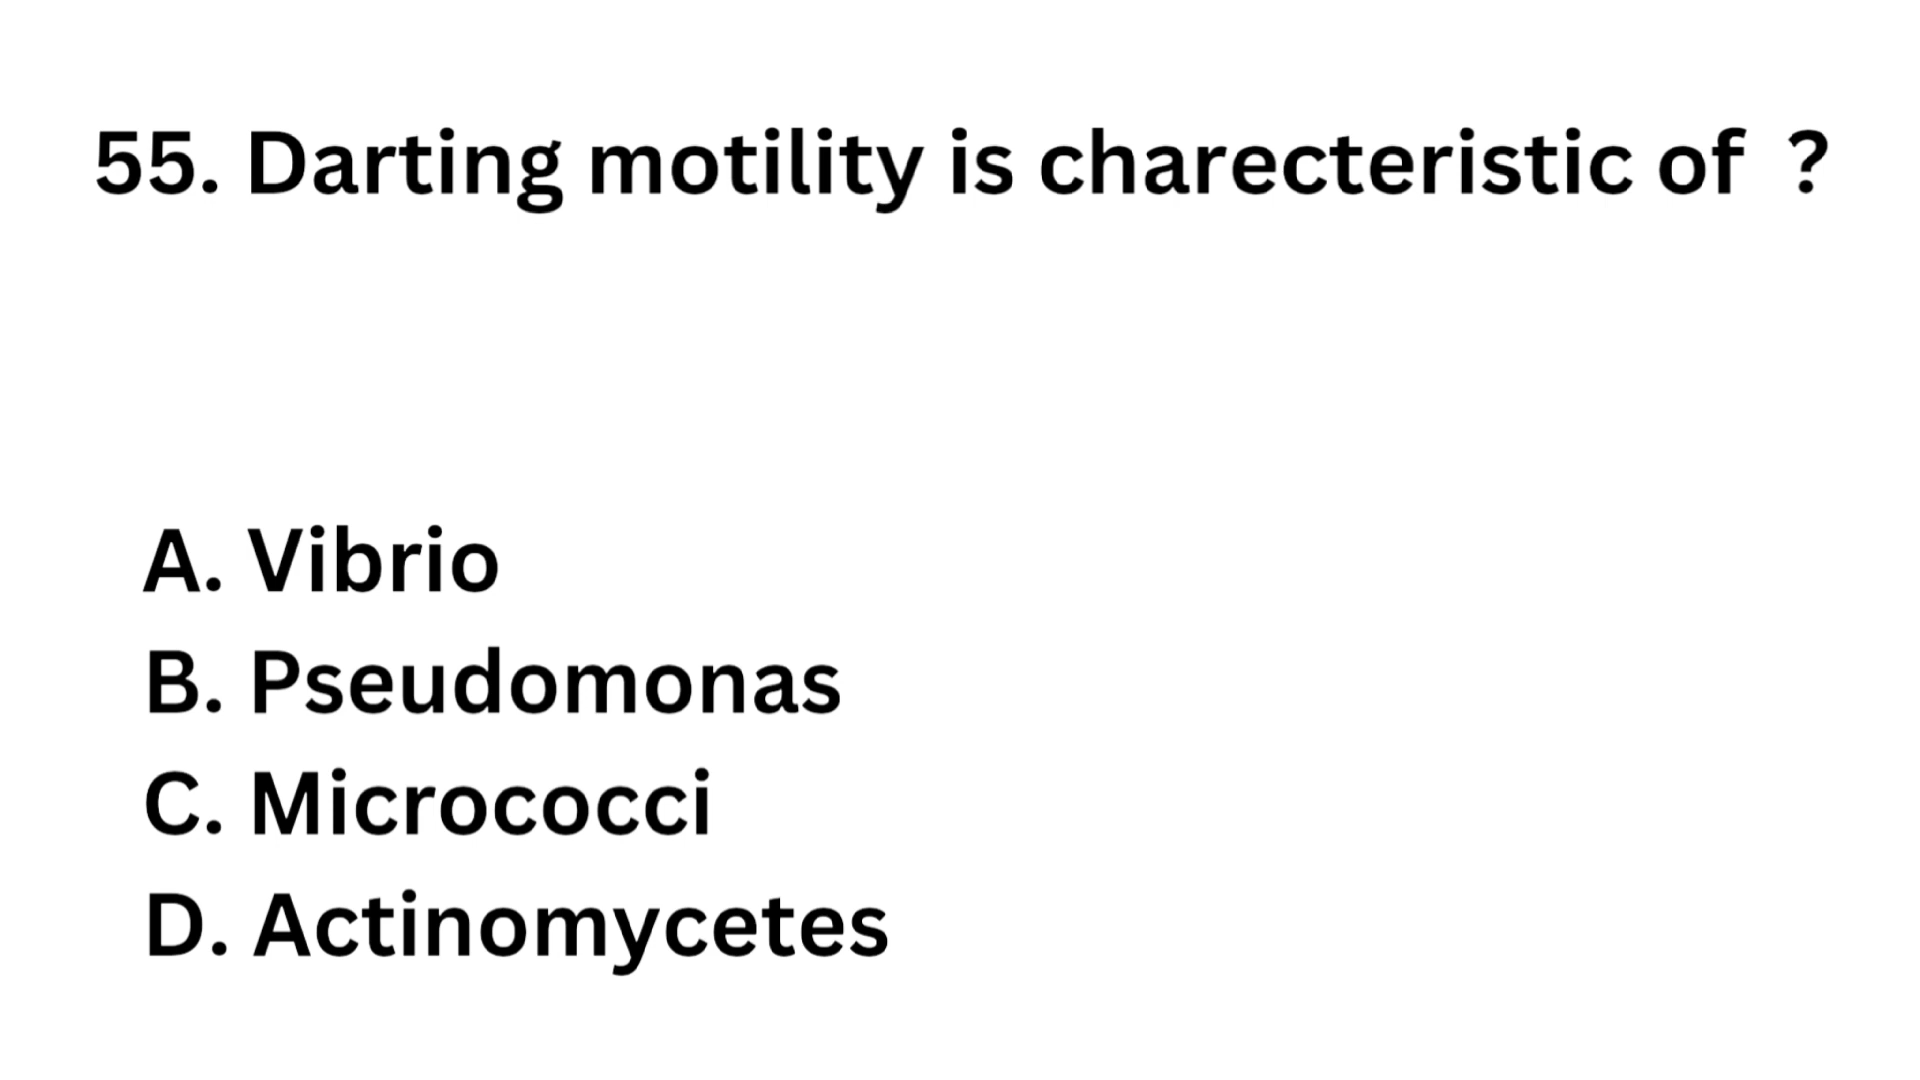 55. Darting motility is charecteristic of ?
A. Vibrio
B. Pseudomonas
C. Micrococci
D. Actinomycetes